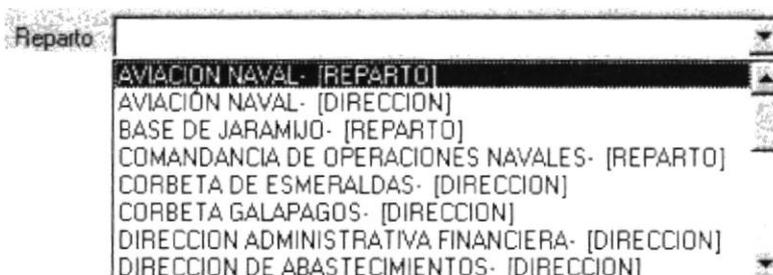 Reparto
AVIACION NAVAL- [REPARTO]
AVIACIÓN NAVAL- [DIRECCION]
BASE DE JARAMIJO- [REPARTO]
COMANDANCIA DE OPERACIONES NAVALES- [REPARTO]
CORBETA DE ESMERALDAS- [DIRECCION]
CORBETA GALAPAGOS- [DIRECCION]
DIRECCION ADMINISTRATIVA FINANCIERA- [DIRECCION]
DIRECCION DE ABASTECIMIENTOS- [DIRECCION]